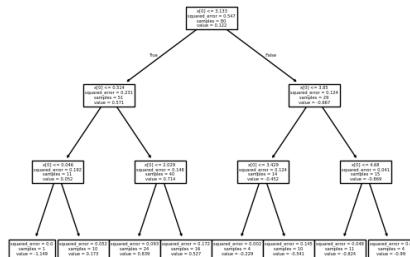 x[0] <= 3.133
squared_error = 0.547
samples = 80
value = 0.122
True
False
x[0] <= 0.514
squared_error = 0.231
samples = 51
value = 0.571
x[0] <= 3.85
squared_error = 0.124
samples = 29
value = -0.667
x[0] <= 0.046
squared_error = 0.192
samples = 11
value = 0.052
x[0] <= 2.029
squared_error = 0.148
samples = 40
value = 0.714
x[0] <= 3.429
squared_error = 0.124
samples = 14
value = -0.452
x[0] <= 4.68
squared_error = 0.041
samples = 15
value = -0.869
squared_error = 0.0
samples = 1
value = -1.149
squared_error = 0.052
samples = 10
value = 0.173
squared_error = 0.093
samples = 24
value = 0.839
squared_error = 0.172
samples = 16
value = 0.527
squared_error = 0.002
samples = 4
value = -0.229
squared_error = 0.145
samples = 10
value = -0.541
squared_error = 0.048
samples = 11
value = -0.824
samples = 4